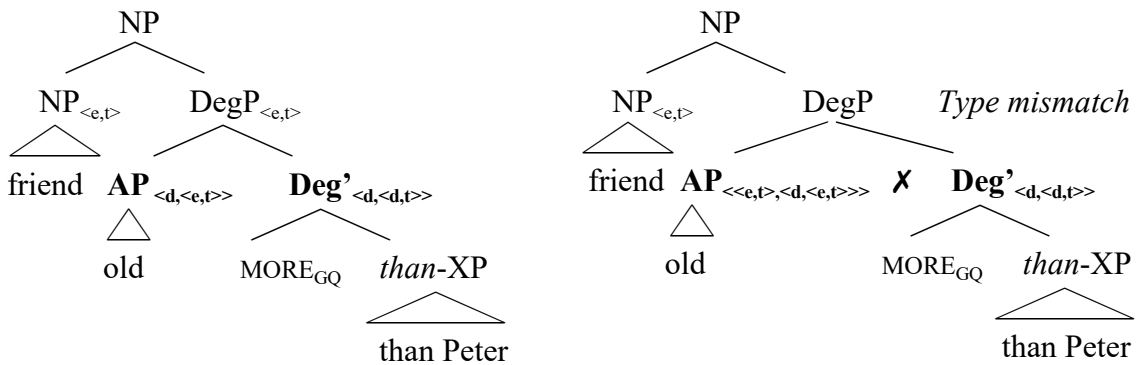 NP NP
NP<e,t> DegP<e,t> NP<e,t> DegP Type mismatch
friend AP<d,<e,t>> Deg’<d,<d,t>> friend AP<<e,t>,<d,<e,t>>> ✗ Deg’<d,<d,t>>
old MOREGQ than-XP old MOREGQ than-XP
than Peter than Peter